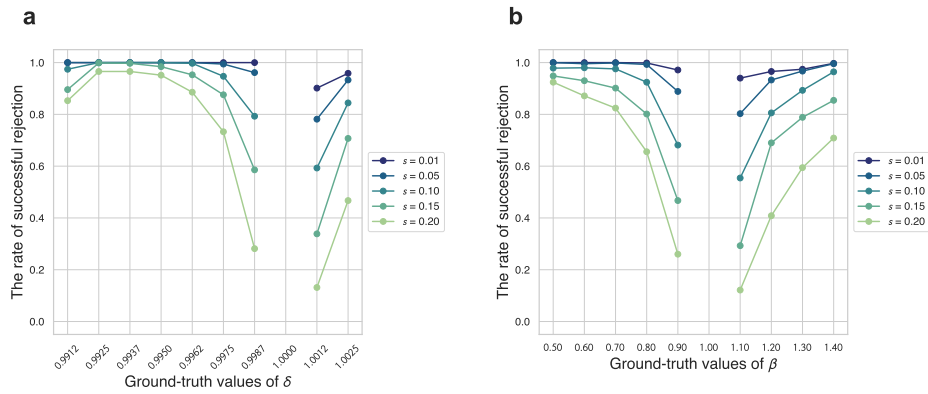 a
The rate of successful rejection
1.0
0.8
0.6
0.4
0.2
0.0
0.9912
0.9925
0.9937
0.9950
0.9962
0.9975
0.9987
1.0000
1.0012
1.0025
Ground-truth values of δ
s = 0.01
s = 0.05
s = 0.10
s = 0.15
s = 0.20
b
The rate of successful rejection
1.0
0.8
0.6
0.4
0.2
0.0
0.50 0.60 0.70 0.80 0.90 1.00 1.10 1.20 1.30 1.40
Ground-truth values of β
s = 0.01
s = 0.05
s = 0.10
s = 0.15
s = 0.20